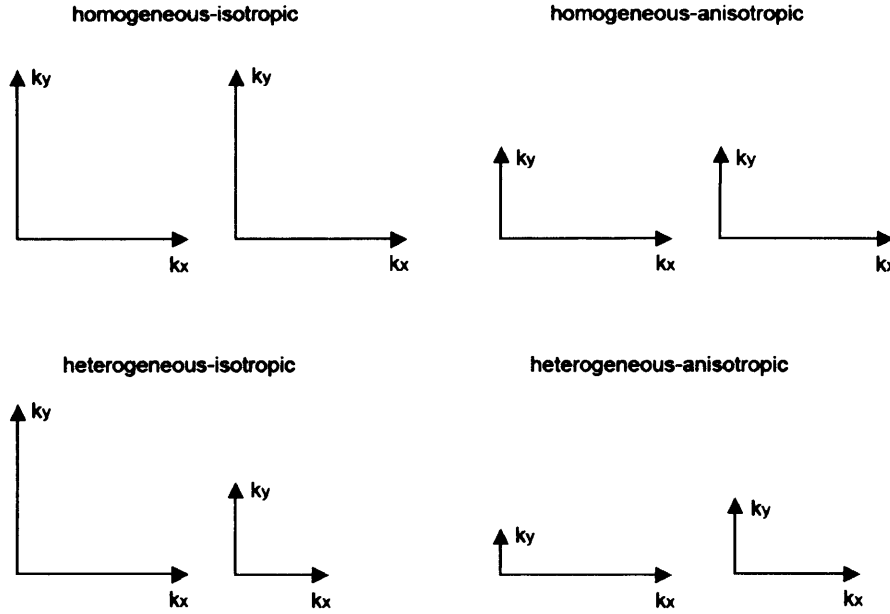 homogeneous-isotropic
homogeneous-anisotropic
ky
ky
ky
ky
kx
kx
kx
kx
heterogeneous-isotropic
heterogeneous-anisotropic
ky
ky
ky
ky
kx
kx
kx
kx